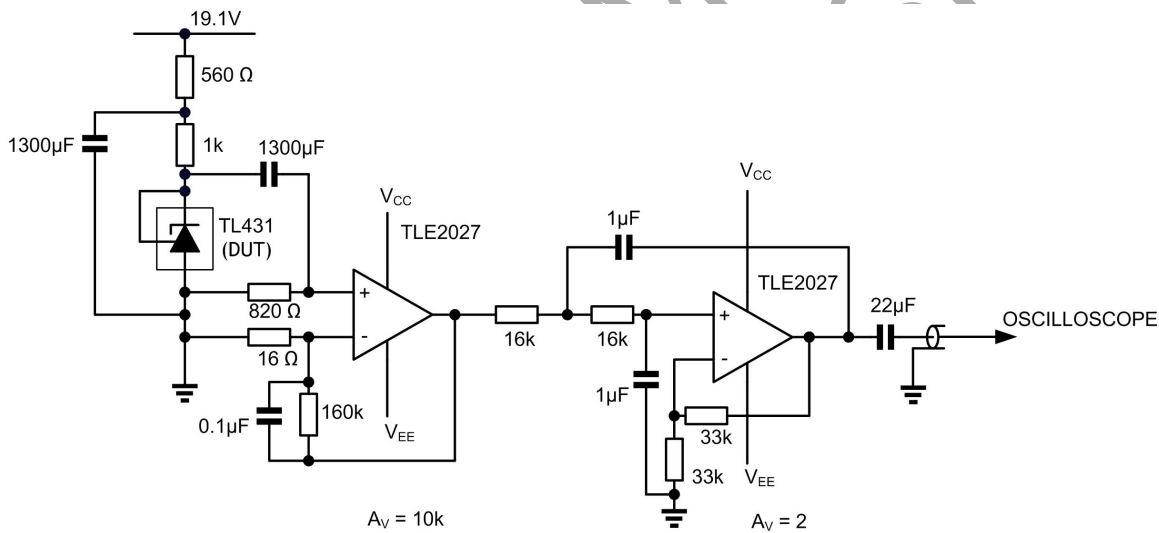 19.1V
560 Ω
1300µF
1k
1300µF
TL431
(DUT)
VCC
TLE2027
+
-
820 Ω
16 Ω
0.1µF
160k
VEE
AV = 10k
16k
16k
1µF
1µF
VCC
TLE2027
+
-
33k
33k
VEE
AV = 2
22µF
OSCILLOSCOPE